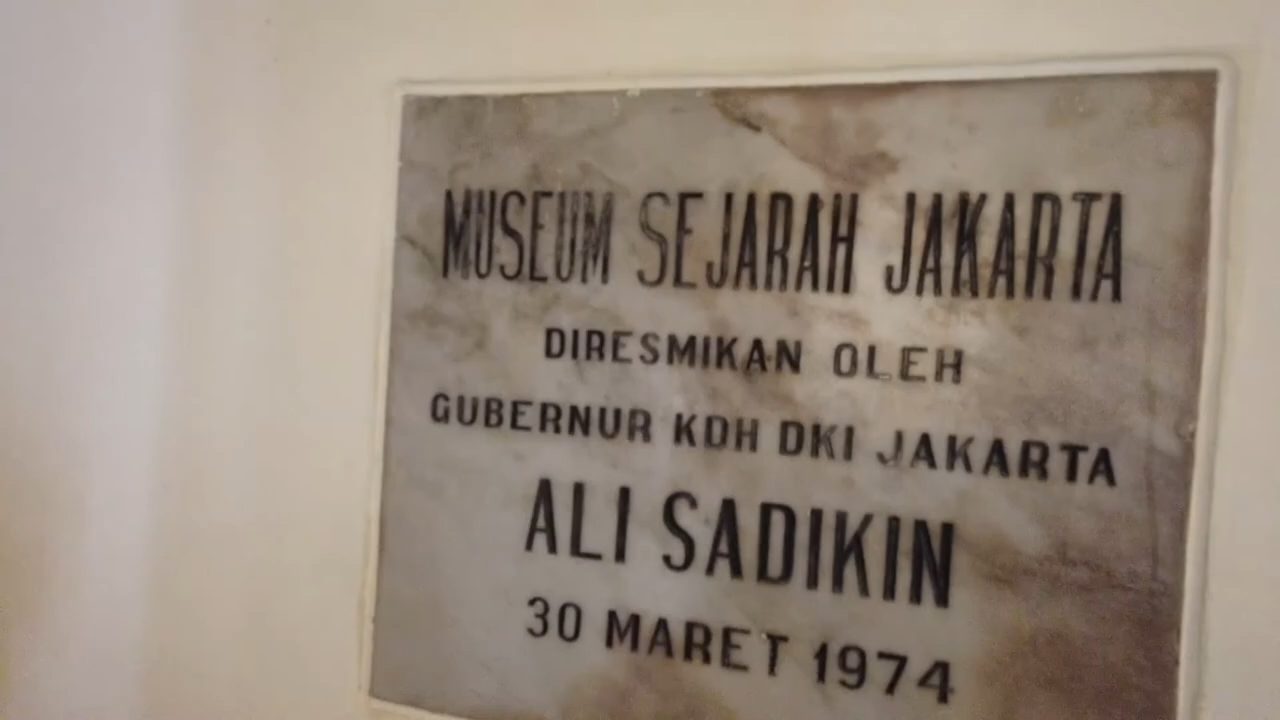 MUSEUM SEJARAH JAKARTA
DIRESMIKAN OLEH
GUBERNUR KDH DKI JAKARTA
ALI SADIKIN
30 MARET 1974